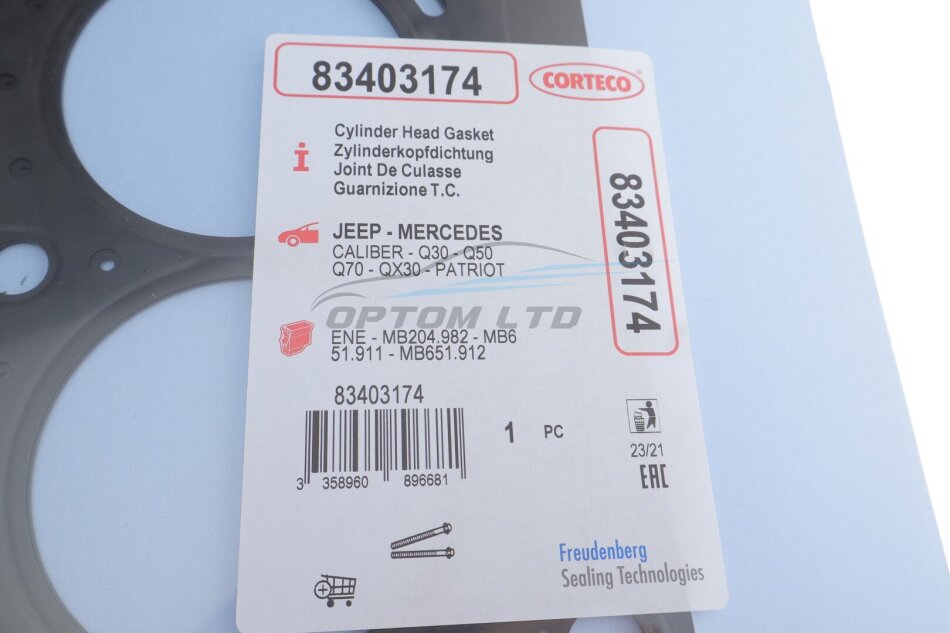 83403174
CORTECO
Cylinder Head Gasket
Zylinderkopfdichtung
Joint De Culasse
Guarnizione T.C.
83403174
JEEP - MERCEDES
CALIBER - Q30 - Q50
Q70 - QX30 - PATRIOT
OPTOM LTD
ENE - MB204.982 - MB6
51.911 - MB651.912
83403174
3 358960 896681
1 PC
23/21
EAC
Freudenberg
Sealing Technologies